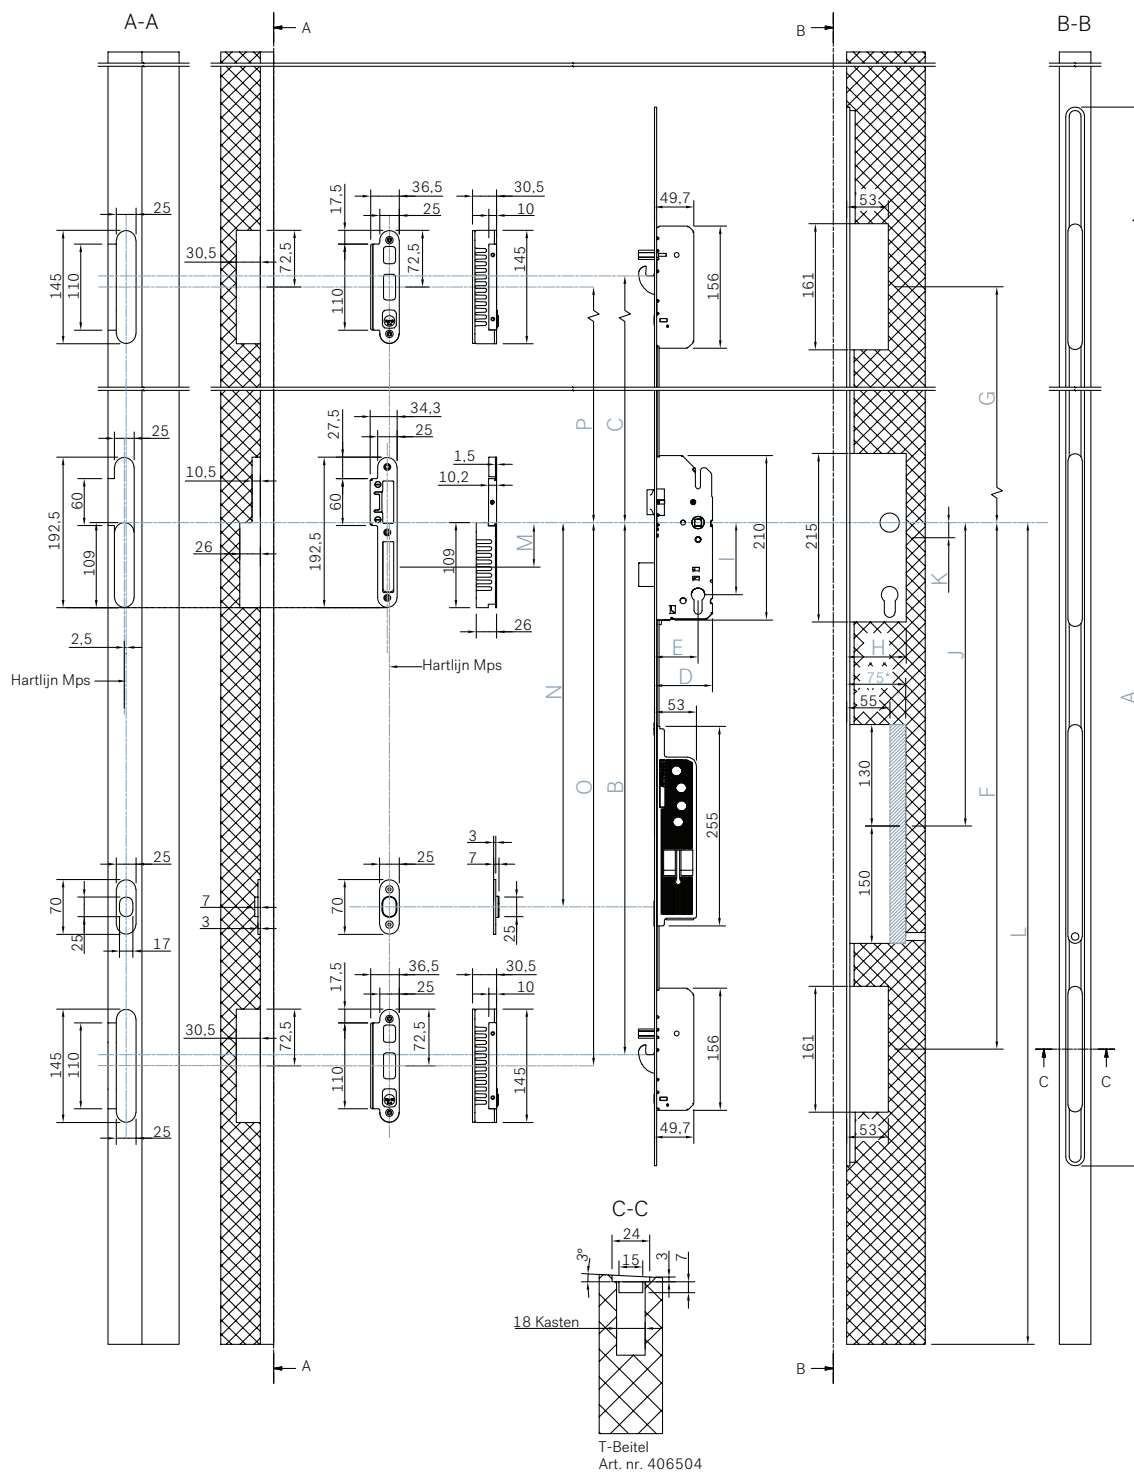 A-A
A
B
B-B
25
145
110
30,5
72,5
17,5
36,5
25
72,5
110
30,5
10
145
49,7
156
53
161
G
P
C
25
192,5
60
109
10,5
26
27,5
34,3
25
60
192,5
1,5
10,2
109
M
26
I
210
215
K
J
2,5
Hartlijn Mps
Hartlijn Mps
E
D
H
75*
55
N
O
B
53
255
130
150
F
L
A
25
70
25
17
7
3
25
70
3
7
25
145
110
25
30,5
72,5
17,5
36,5
25
72,5
110
30,5
10
145
156
49,7
161
53
C
C
C-C
24
15
3°
3
7
18 Kasten
A
B
T-Beitel
Art. nr. 406504